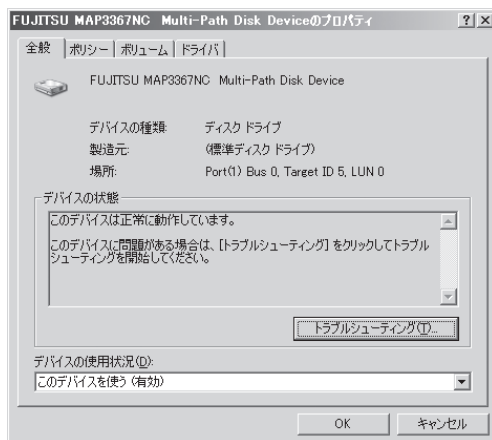 FUJITSU MAP3367NC Multi-Path Disk Deviceのプロパティ
全般 ポリシー ボリューム ドライバ
FUJITSU MAP3367NC Multi-Path Disk Device
デバイスの種類: ディスク ドライブ
製造元: (標準ディスク ドライブ)
場所: Port(1) Bus 0, Target ID 5, LUN 0
デバイスの状態
このデバイスは正常に動作しています。
このデバイスに問題がある場合は、[トラブルシューティング] をクリックしてトラブル
シューティングを開始してください。
トラブルシューティング(T)...
デバイスの使用状況(D):
このデバイスを使う (有効)
OK キャンセル